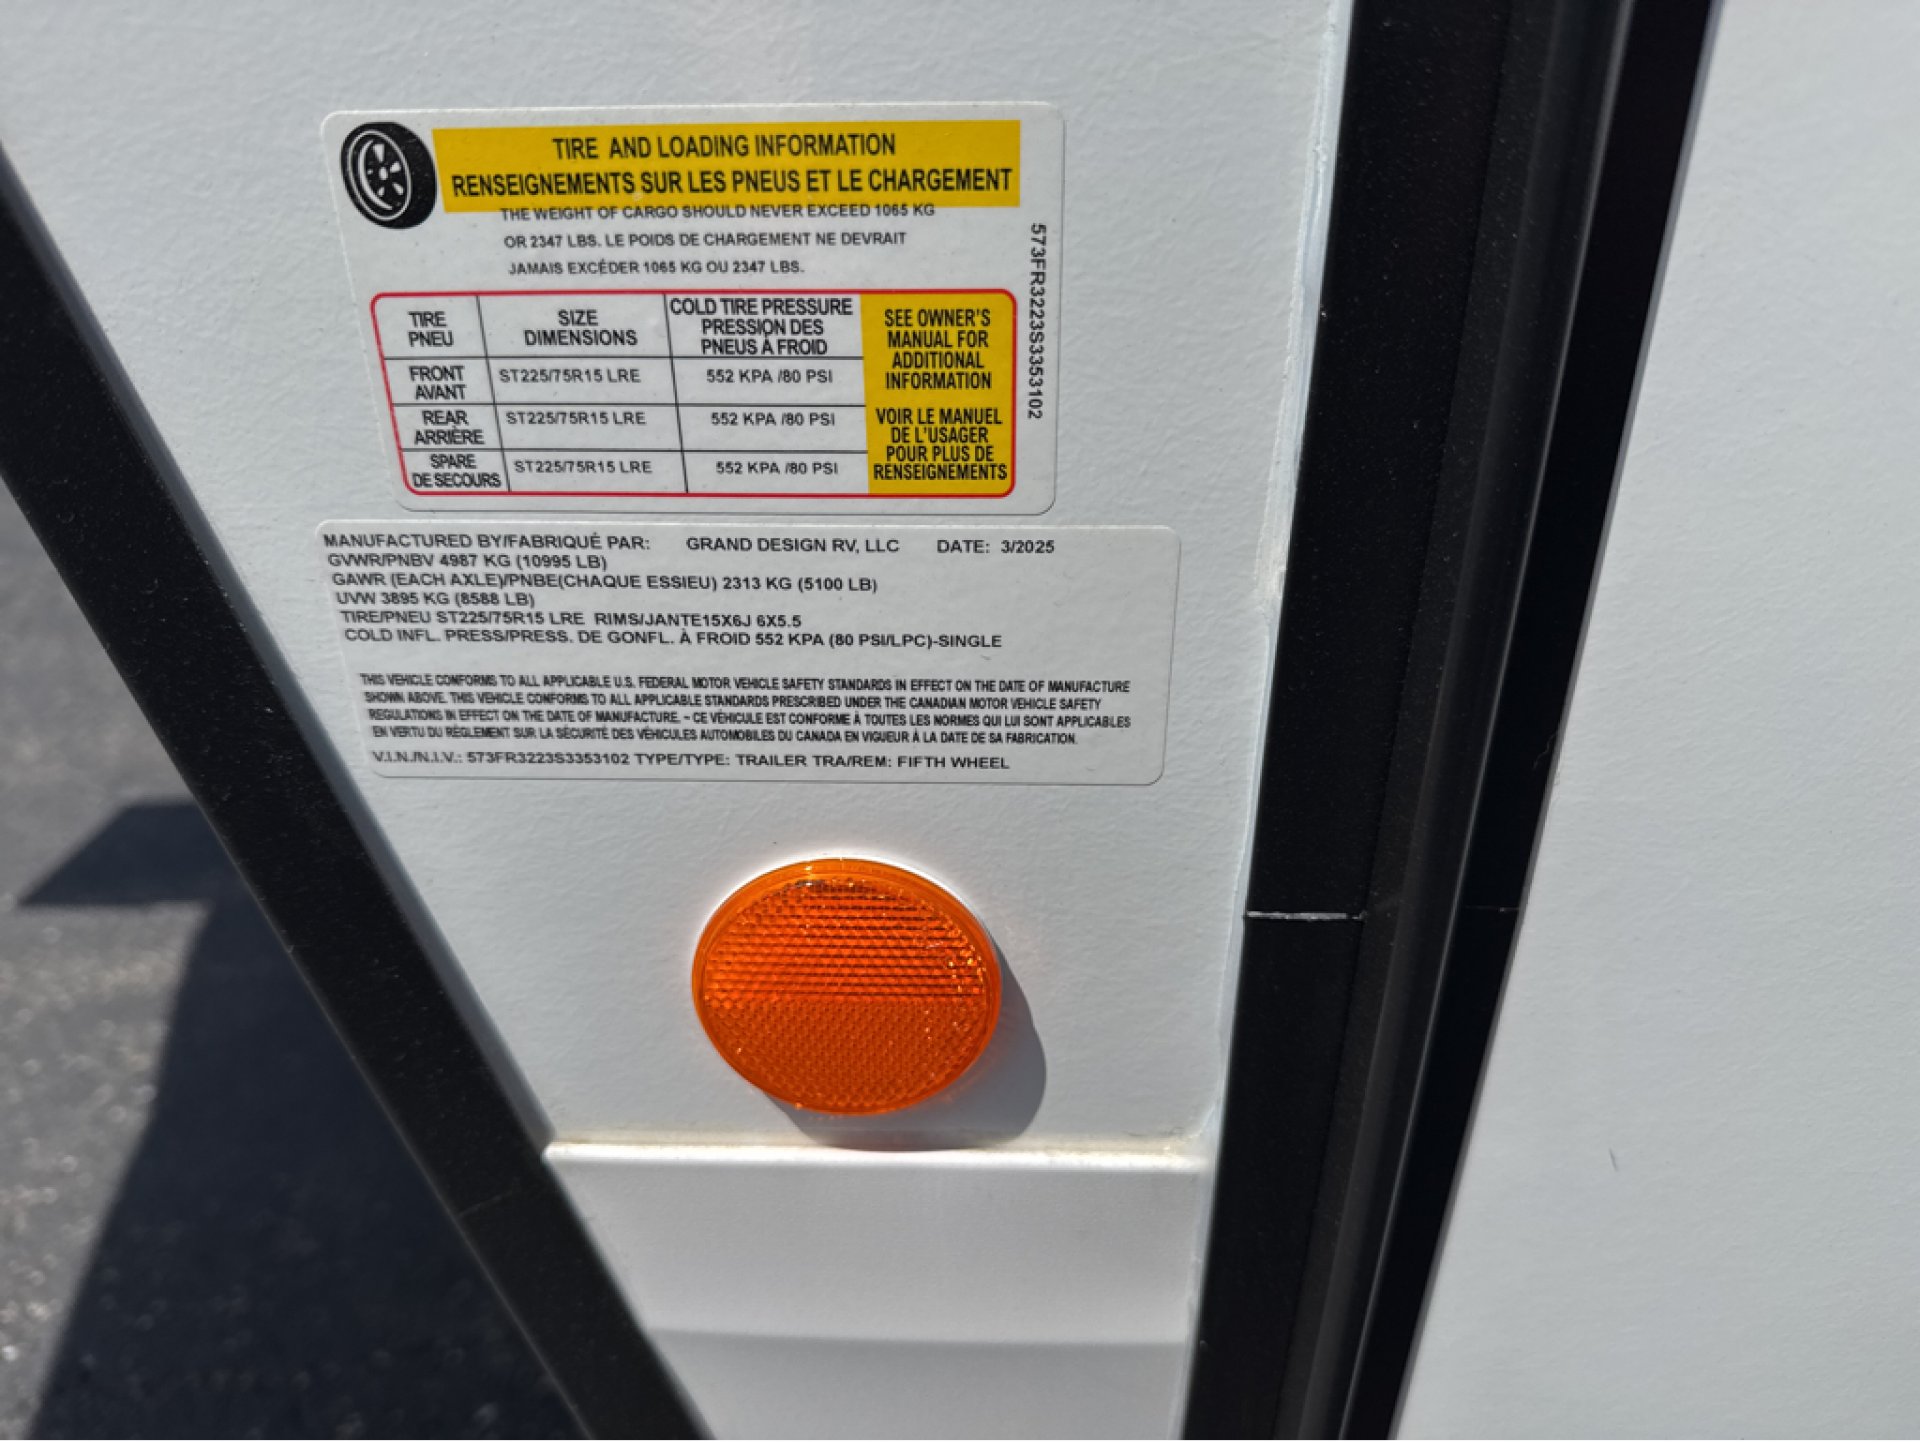 TIRE AND LOADING INFORMATION
RENSEIGNEMENTS SUR LES PNEUS ET LE CHARGEMENT
THE WEIGHT OF CARGO SHOULD NEVER EXCEED 1065 KG
OR 2347 LBS. LE POIDS DE CHARGEMENT NE DEVRAIT
JAMAIS EXCÉDER 1065 KG OU 2347 LBS.
TIRE
PNEU
SIZE
DIMENSIONS
COLD TIRE PRESSURE
PRESSION DES
PNEUS À FROID
FRONT
AVANT
ST225/75R15 LRE
552 KPA /80 PSI
REAR
ARRIÈRE
ST225/75R15 LRE
552 KPA /80 PSI
SPARE
DE SECOURS
ST225/75R15 LRE
552 KPA /80 PSI
SEE OWNER'S
MANUAL FOR
ADDITIONAL
INFORMATION
VOIR LE MANUEL
DE L'USAGER
POUR PLUS DE
RENSEIGNEMENTS
573FR3223S3353102
MANUFACTURED BY/FABRIQUÉ PAR: GRAND DESIGN RV, LLC DATE: 3/2025
GVWR/PNBV 4987 KG (10995 LB)
GAWR (EACH AXLE)/PNBE(CHAQUE ESSIEU) 2313 KG (5100 LB)
UVW 3895 KG (8588 LB)
TIRE/PNEU ST225/75R15 LRE RIMS/JANTE15X6J 6X5.5
COLD INFL. PRESS/PRESS. DE GONFL. À FROID 552 KPA (80 PSI/LPC)-SINGLE
THIS VEHICLE CONFORMS TO ALL APPLICABLE U.S. FEDERAL MOTOR VEHICLE SAFETY STANDARDS IN EFFECT ON THE DATE OF MANUFACTURE
SHOWN ABOVE. THIS VEHICLE CONFORMS TO ALL APPLICABLE STANDARDS PRESCRIBED UNDER THE CANADIAN MOTOR VEHICLE SAFETY
REGULATIONS IN EFFECT ON THE DATE OF MANUFACTURE. - CE VÉHICULE EST CONFORME À TOUTES LES NORMES QUI LUI SONT APPLICABLES
EN VERTU DU RÈGLEMENT SUR LA SÉCURITÉ DES VÉHICULES AUTOMOBILES DU CANADA EN VIGUEUR À LA DATE DE SA FABRICATION.
V.I.N./N.I.V.: 573FR3223S3353102 TYPE/TYPE: TRAILER TRA/REM: FIFTH WHEEL